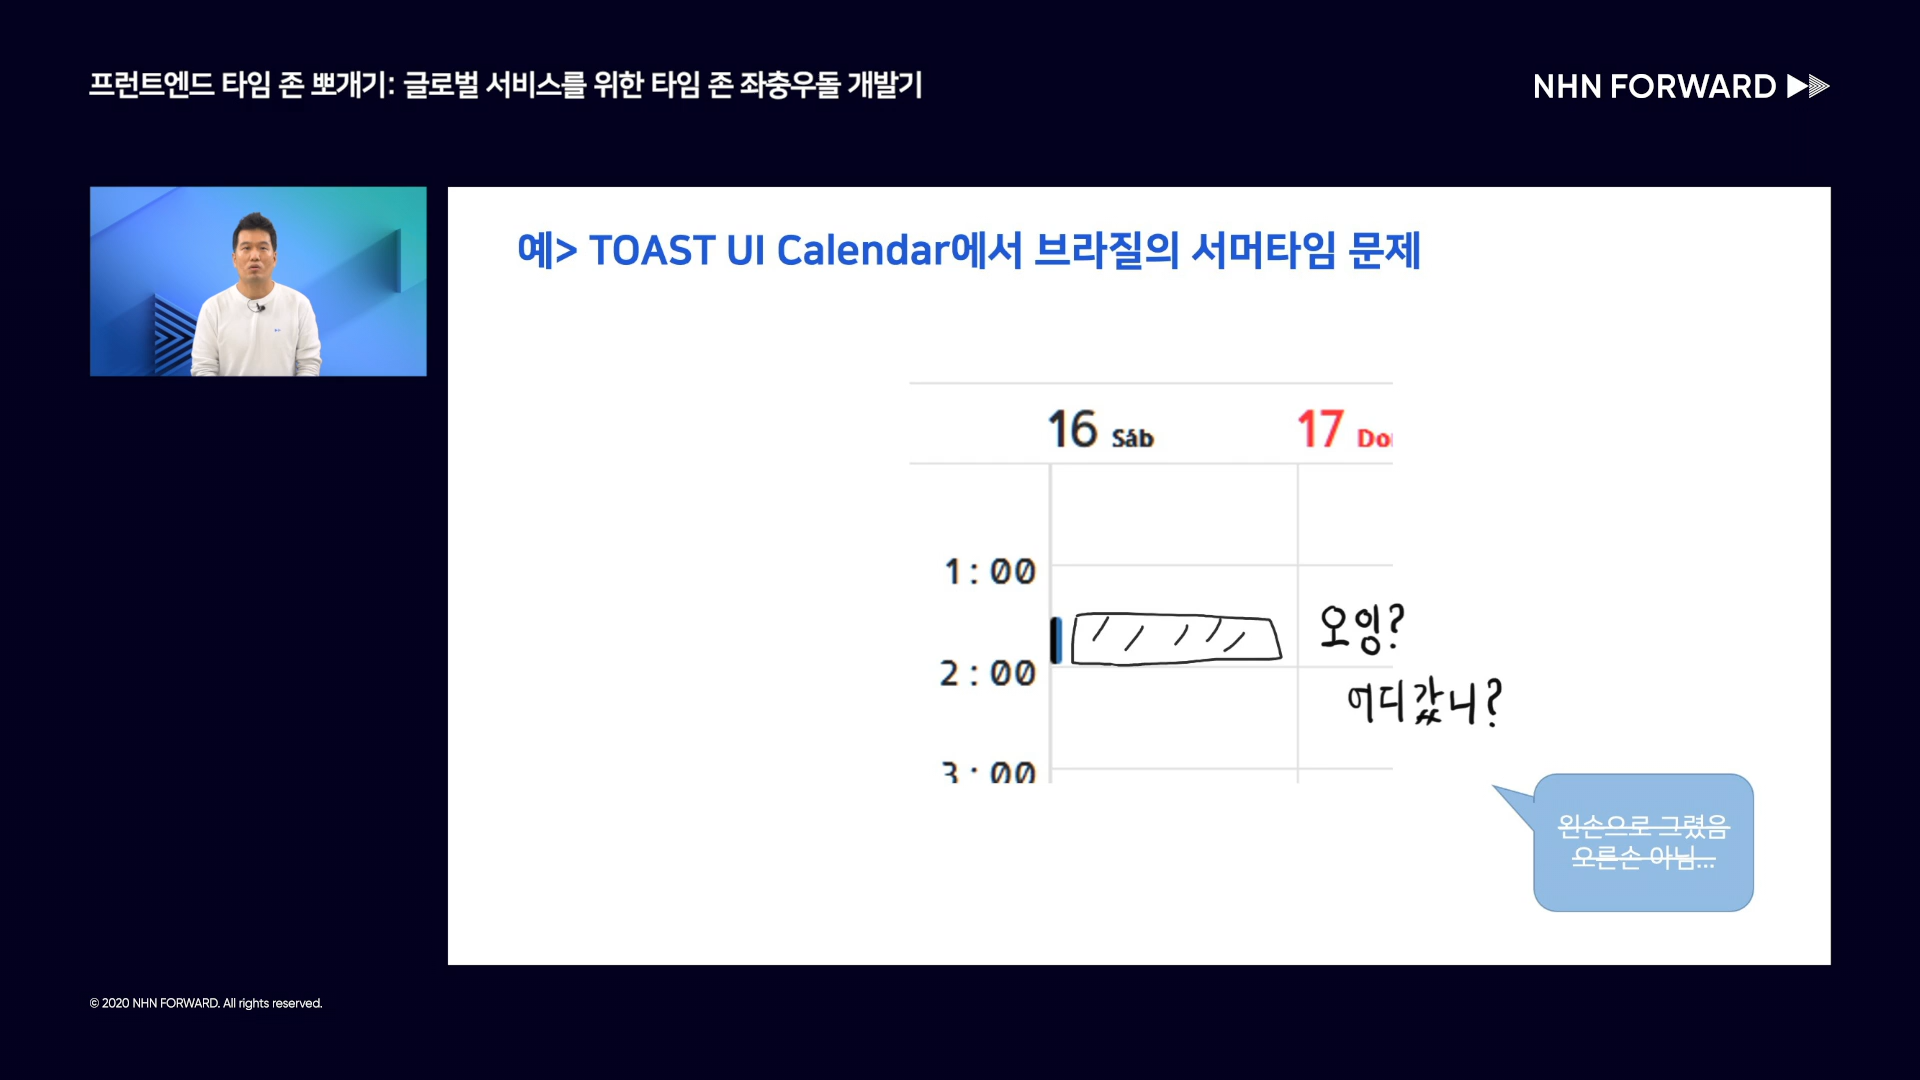 프런트엔드 타임 존 뽀개기: 글로벌 서비스를 위한 타임 존 좌충우돌 개발기
NHN FORWARD
예> TOAST UI Calendar에서 브라질의 서머타임 문제
16 Sáb
17 Do
1:00
오잉?
2:00
어디갔니?
3:00
왼손으로 그렸음
오른손 아님...
© 2020 NHN FORWARD. All rights reserved.